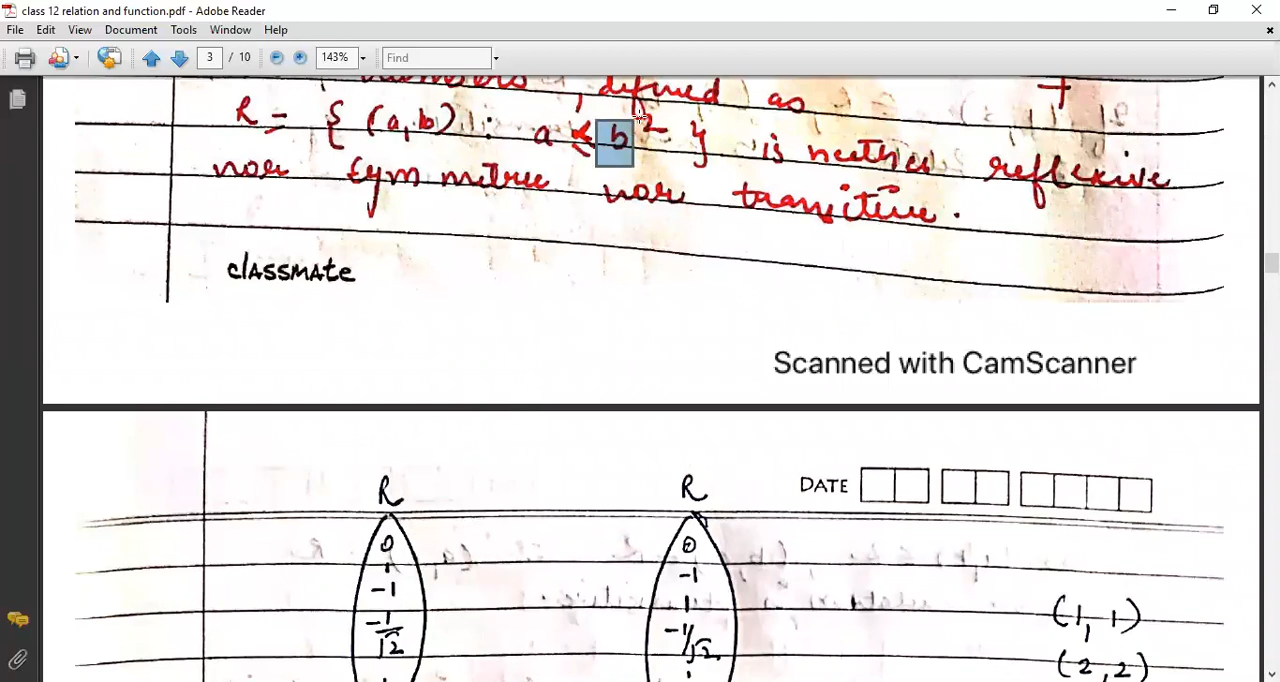 class 12 relation and function.pdf - Adobe Reader
File Edit View Document Tools Window Help
3 / 10 143% Find
numbers, defined as
R = { (a, b) : a ≤ b² } is neither reflexive
nor symmetric nor transitive.
classmate
Scanned with CamScanner
R R DATE
0 0
-1 -1
1
-1/√2 -1/√2
(1, 1)
(2, 2)